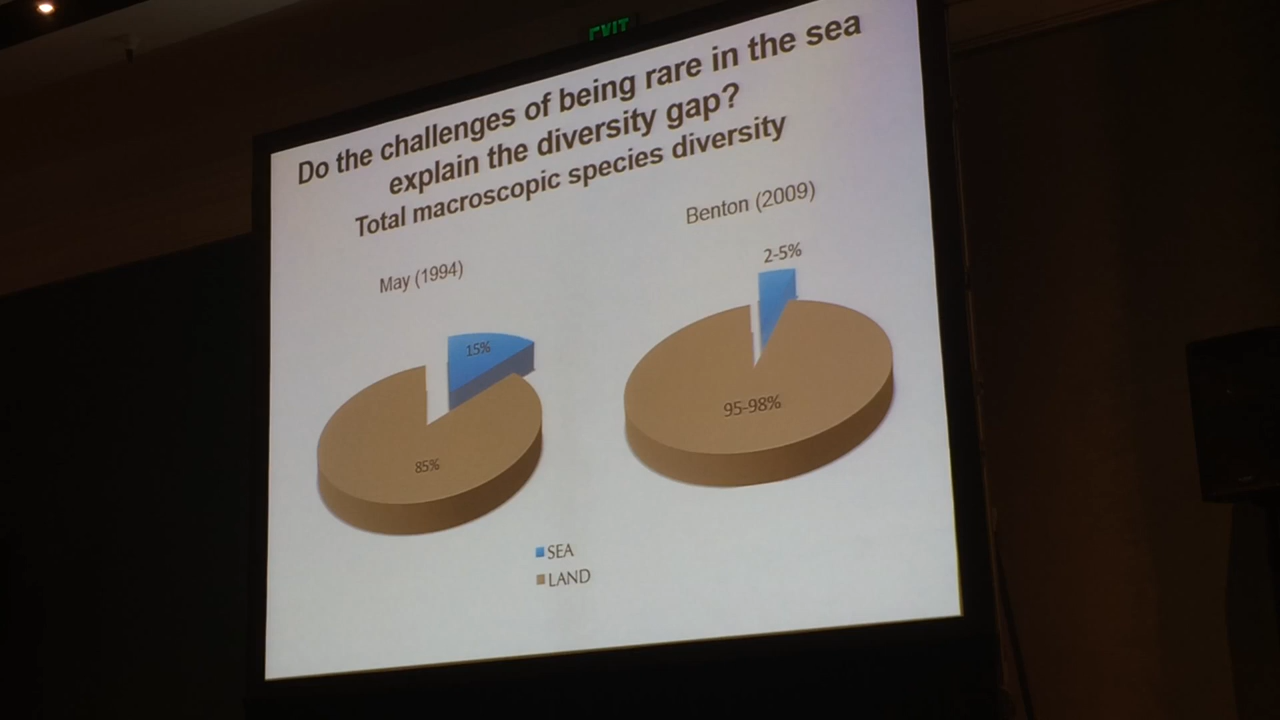 EXIT
Do the challenges of being rare in the sea
explain the diversity gap?
Total macroscopic species diversity
May (1994)
15%
85%
Benton (2009)
2-5%
95-98%
SEA
LAND